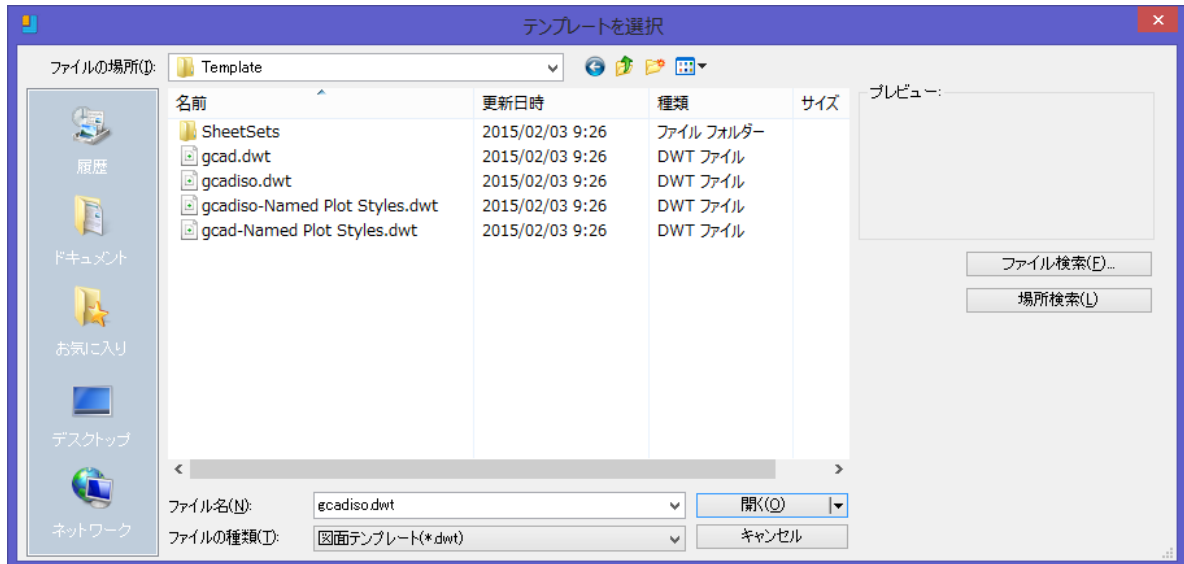 テンプレートを選択
ファイルの場所(I): Template
名前 更新日時 種類 サイズ
SheetSets 2015/02/03 9:26 ファイル フォルダー
gcad.dwt 2015/02/03 9:26 DWT ファイル
gcadiso.dwt 2015/02/03 9:26 DWT ファイル
gcadiso-Named Plot Styles.dwt 2015/02/03 9:26 DWT ファイル
gcad-Named Plot Styles.dwt 2015/02/03 9:26 DWT ファイル
履歴
ドキュメント
お気に入り
デスクトップ
ネットワーク
プレビュー:
ファイル検索(F)...
場所検索(L)
ファイル名(N): gcadiso.dwt 開く(O)
ファイルの種類(T): 図面テンプレート(*.dwt) キャンセル